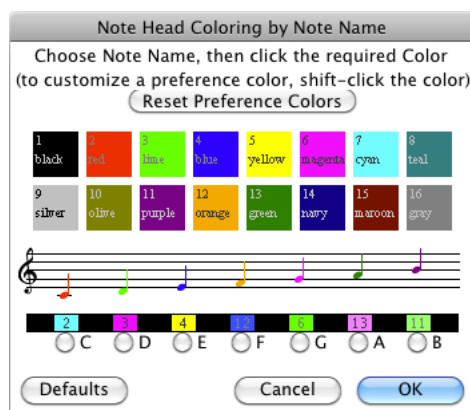 Note Head Coloring by Note Name
Choose Note Name, then click the required Color
(to customize a preference color, shift-click the color)
Reset Preference Colors
1 2 3 4 5 6 7 8
black red lime blue yellow magenta cyan teal
9 10 11 12 13 14 15 16
silver olive purple orange green navy maroon gray
2 3 4 12 6 13 11
C D E F G A B
Defaults Cancel OK